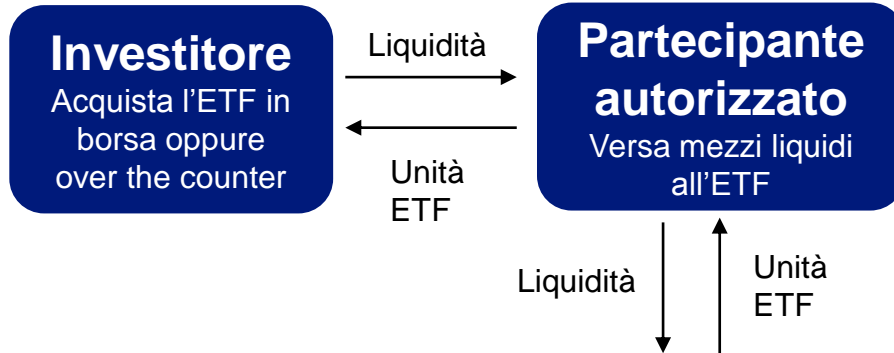 Investitore
Acquista l’ETF in
borsa oppure
over the counter
Liquidità
Unità
ETF
Partecipante
autorizzato
Versa mezzi liquidi
all’ETF
Liquidità
Unità
ETF